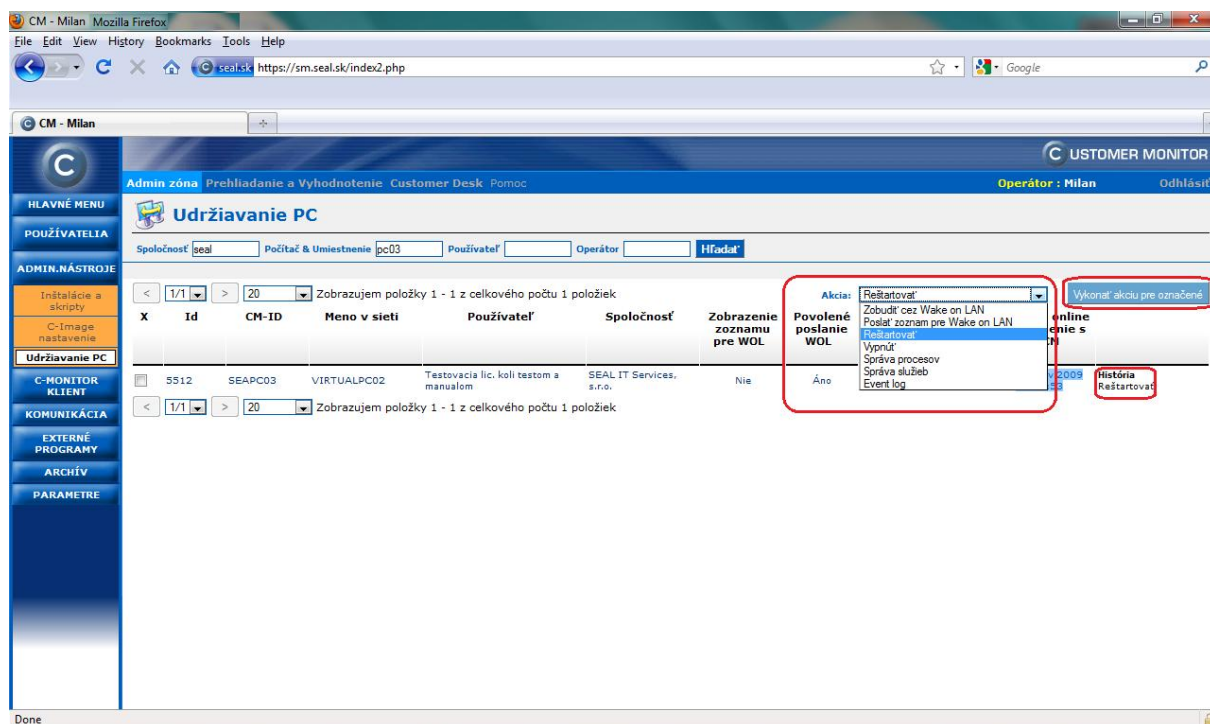 CM - Milan Mozilla Firefox
File Edit View History Bookmarks Tools Help
seal.sk https://sm.seal.sk/index2.php
Google
CM - Milan
C
CUSTOMER MONITOR
Admin zóna Prehliadanie a Vyhodnotenie Customer Desk Pomoc
Operátor : Milan
Odhlásiť
HLAVNÉ MENU
POUŽÍVATELIA
ADMIN.NÁSTROJE
Inštalácie a
skripty
C-Image
nastavenie
Udržiavanie PC
C-MONITOR
KLIENT
KOMUNIKÁCIA
EXTERNÉ
PROGRAMY
ARCHÍV
PARAMETRE
Udržiavanie PC
Spoločnosť seal Počítač & Umiestnenie pc03 Používateľ Operátor Hľadať
< 1/1 > 20 Zobrazujem položky 1 - 1 z celkového počtu 1 položiek
Akcia: Reštartovať
Vykonať akciu pre označené
Zobudiť cez Wake on LAN
Poslať zoznam pre Wake on LAN
Reštartovať
Vypnúť
Správa procesov
Správa služieb
Event log
X Id CM-ID Meno v sieti Používateľ Spoločnosť Zobrazenie zoznamu pre WOL Povolené poslanie WOL online
5512 SEAPC03 VIRTUALPC02 Testovacia lic. koli testom a manualom SEAL IT Services, s.r.o. Nie Áno 2009
História
Reštartovať
< 1/1 > 20 Zobrazujem položky 1 - 1 z celkového počtu 1 položiek
Done